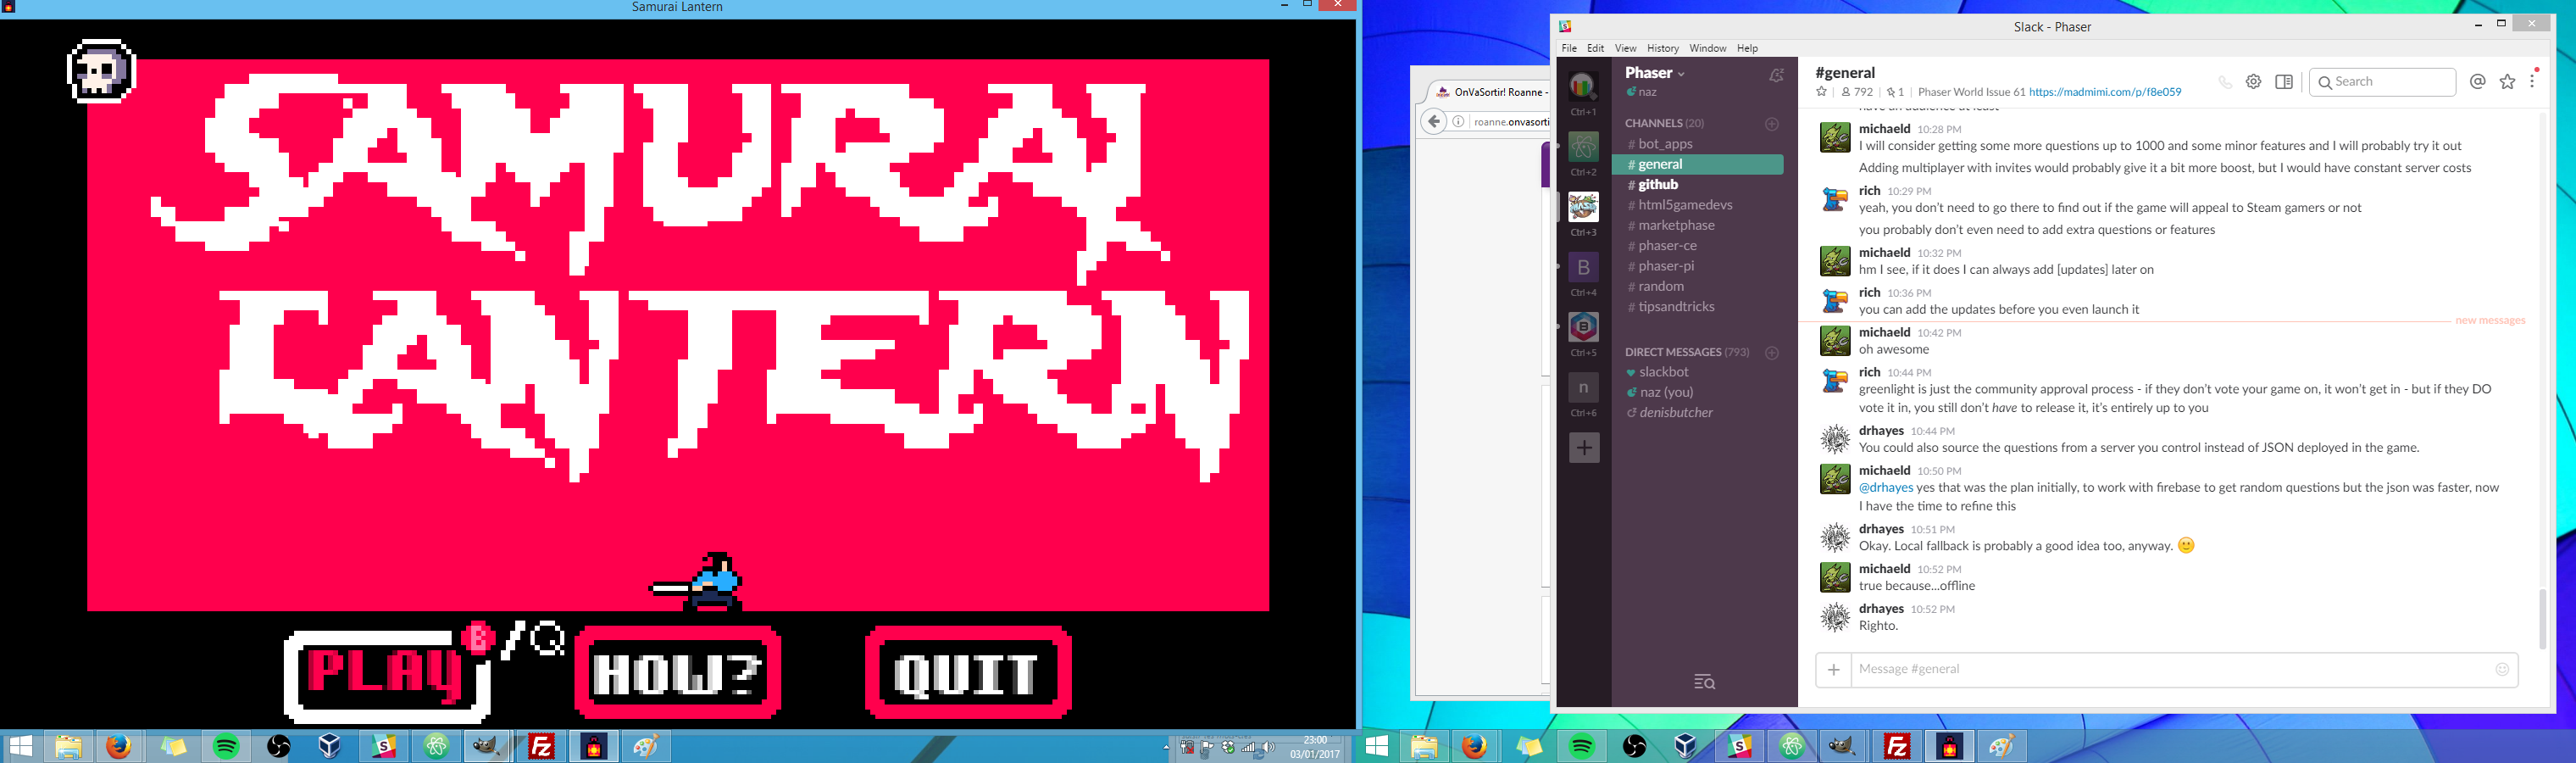 Samurai Lantern
SAMURAI
LANTERN
PLAY
B
/Q
HOW?
QUIT
23:00
03/01/2017
OnVaSortir! Roanne -
roanne.onvasorti
Slack - Phaser
File Edit View History Window Help
Ctrl+1
Ctrl+2
Ctrl+3
B
Ctrl+4
Ctrl+5
n
Ctrl+6
Phaser
naz
CHANNELS (20)
# bot_apps
# general
# github
# html5gamedevs
# marketphase
# phaser-ce
# phaser-pi
# random
# tipsandtricks
DIRECT MESSAGES (793)
slackbot
naz (you)
denisbutcher
#general
792 | 1 | Phaser World Issue 61 https://madmimi.com/p/f8e059
Search
have an audience at least
michaeld 10:28 PM
I will consider getting some more questions up to 1000 and some minor features and I will probably try it out
Adding multiplayer with invites would probably give it a bit more boost, but I would have constant server costs
rich 10:29 PM
yeah, you don't need to go there to find out if the game will appeal to Steam gamers or not
you probably don't even need to add extra questions or features
michaeld 10:32 PM
hm I see, if it does I can always add [updates] later on
rich 10:36 PM
you can add the updates before you even launch it
new messages
michaeld 10:42 PM
oh awesome
rich 10:44 PM
greenlight is just the community approval process - if they don't vote your game on, it won't get in - but if they DO
vote it in, you still don't have to release it, it's entirely up to you
drhayes 10:44 PM
You could also source the questions from a server you control instead of JSON deployed in the game.
michaeld 10:50 PM
@drhayes yes that was the plan initially, to work with firebase to get random questions but the json was faster, now
I have the time to refine this
drhayes 10:51 PM
Okay. Local fallback is probably a good idea too, anyway.
michaeld 10:52 PM
true because...offline
drhayes 10:52 PM
Righto.
Message #general